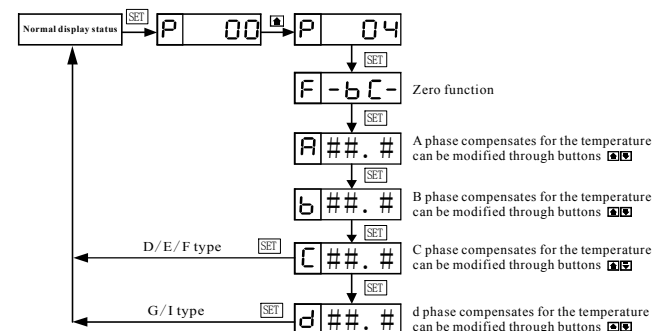 Normal display status SET P 00 P 04
SET
F -bC- Zero function
SET
A ##.# A phase compensates for the temperature
can be modified through buttons
SET
b ##.# B phase compensates for the temperature
can be modified through buttons
SET
D/E/F type SET C ##.# C phase compensates for the temperature
can be modified through buttons
SET
G/I type SET d ##.# d phase compensates for the temperature
can be modified through buttons